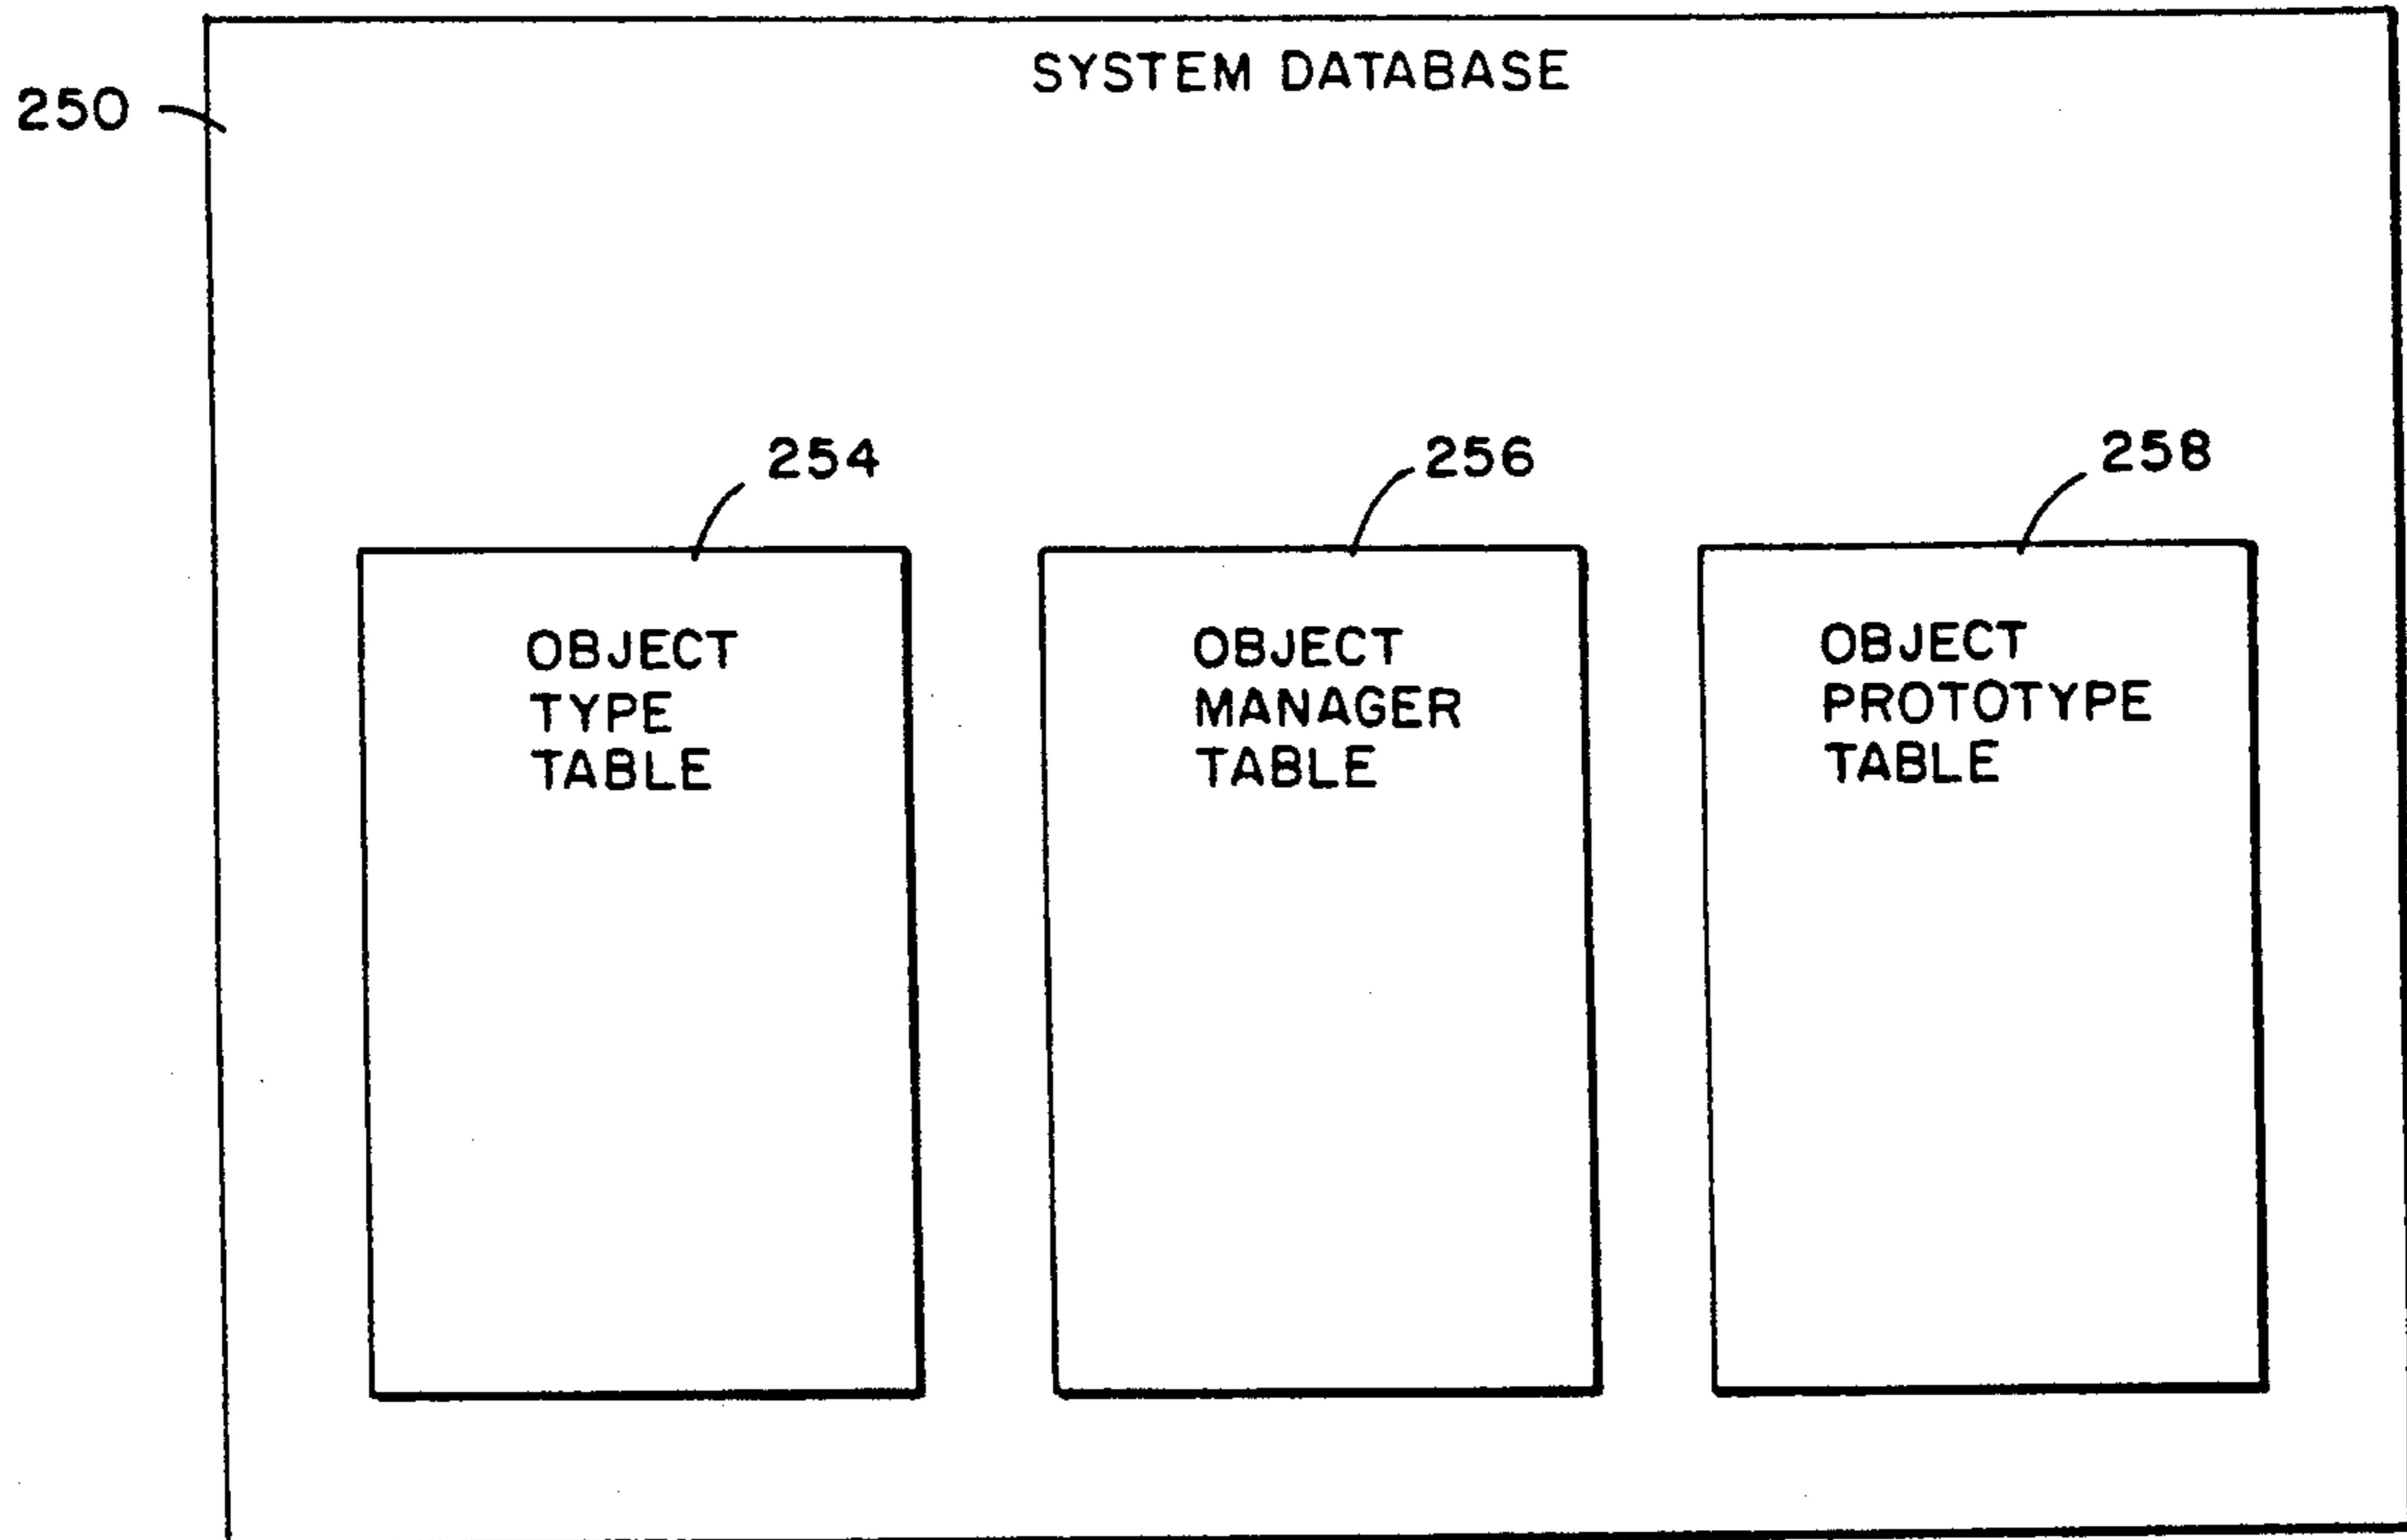 SYSTEM DATABASE
250
254
256
258
OBJECT
TYPE
TABLE
OBJECT
MANAGER
TABLE
OBJECT
PROTOTYPE
TABLE